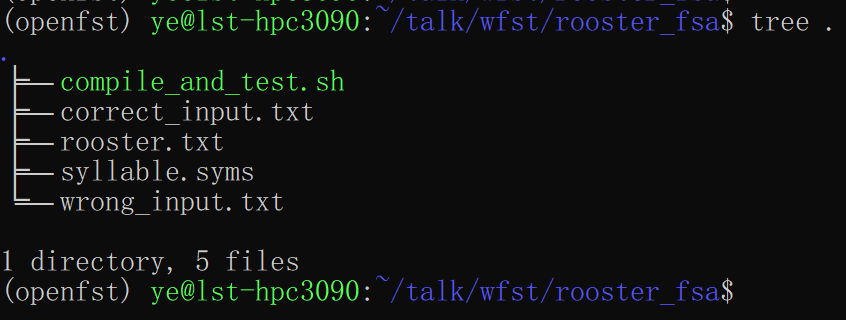 (openfst) ye@lst-hpc3090:~/talk/wfst/rooster_fsa$ tree .
.
├── compile_and_test.sh
├── correct_input.txt
├── rooster.txt
├── syllable.syms
└── wrong_input.txt
1 directory, 5 files
(openfst) ye@lst-hpc3090:~/talk/wfst/rooster_fsa$